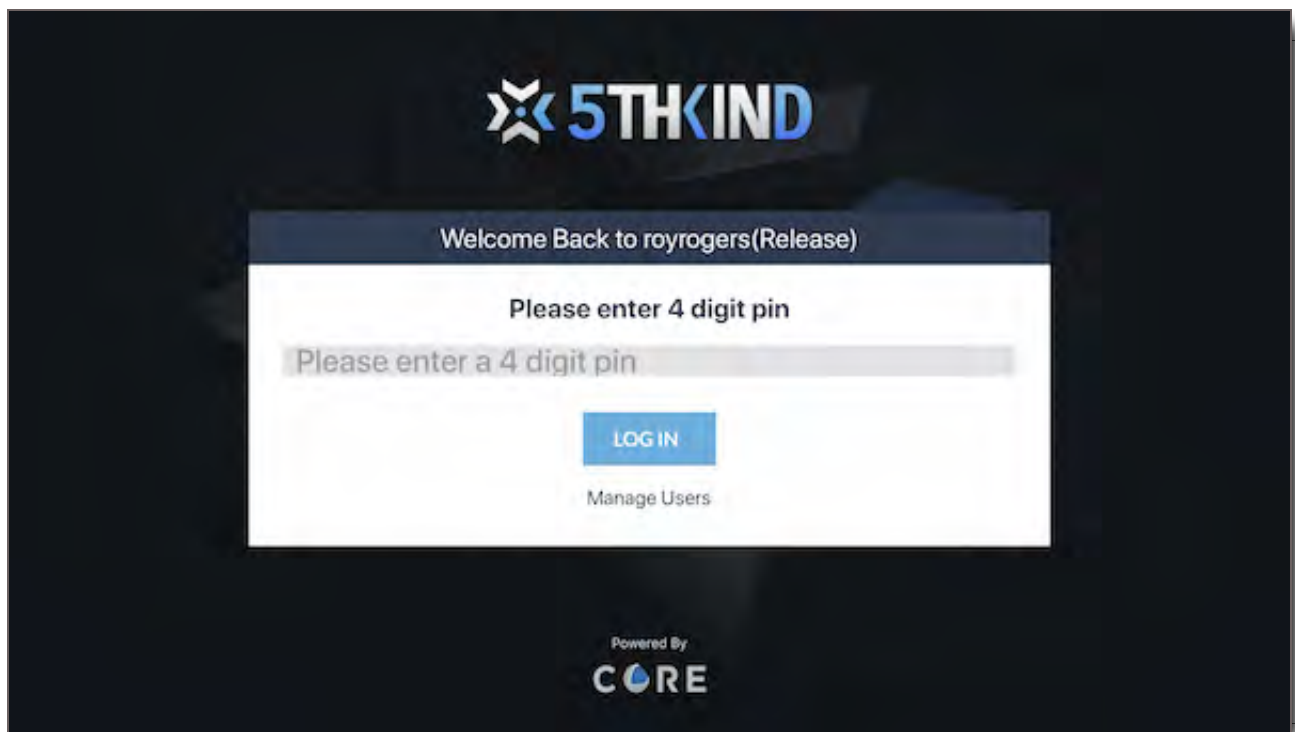 5THKIND
Welcome Back to royrogers(Release)
Please enter 4 digit pin
Please enter a 4 digit pin
LOG IN
Manage Users
Powered By
CORE